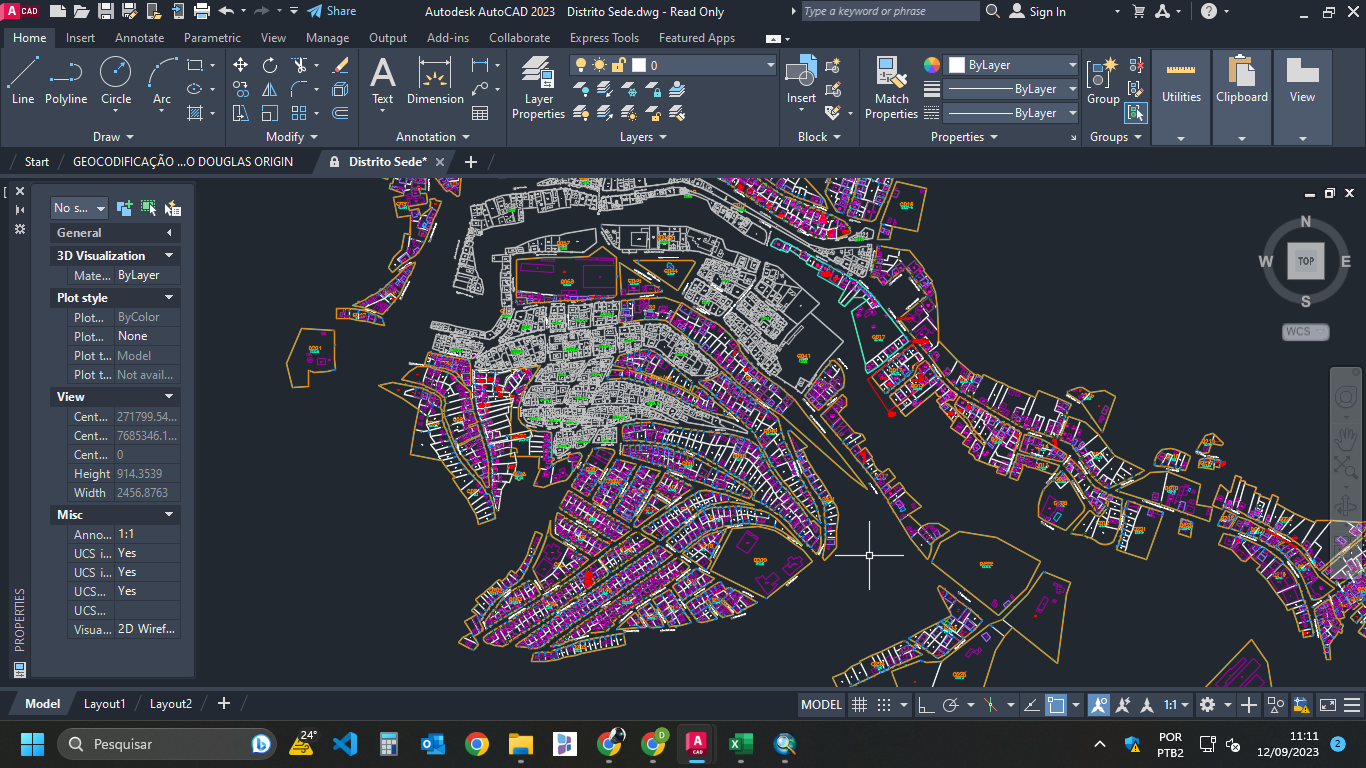 CAD
Share
Autodesk AutoCAD 2023 Distrito Sede.dwg - Read Only
Type a keyword or phrase
Sign In
Home Insert Annotate Parametric View Manage Output Add-ins Collaborate Express Tools Featured Apps
Line Polyline Circle Arc
Text Dimension
Layer Properties
0
Insert
Match Properties
ByLayer
ByLayer
ByLayer
Group
Utilities
Clipboard
View
Draw Modify Annotation Layers Block Properties Groups
Start GEOCODIFICAÇÃO ...O DOUGLAS ORIGIN Distrito Sede*
No s...
General
3D Visualization
Mate... ByLayer
Plot style
Plot... ByColor
Plot... None
Plot t... Model
Plot t... Not avail...
View
Cent... 271799.54...
Cent... 7685346.1...
Cent... 0
Height 914.3539
Width 2456.8763
Misc
Anno... 1:1
UCS i... Yes
UCS i... Yes
UCS... Yes
UCS...
Visua... 2D Wiref...
PROPERTIES
N
W TOP E
S
WCS
Model Layout1 Layout2
MODEL
1:1
Pesquisar
24°
POR
PTB2
11:11
12/09/2023
2